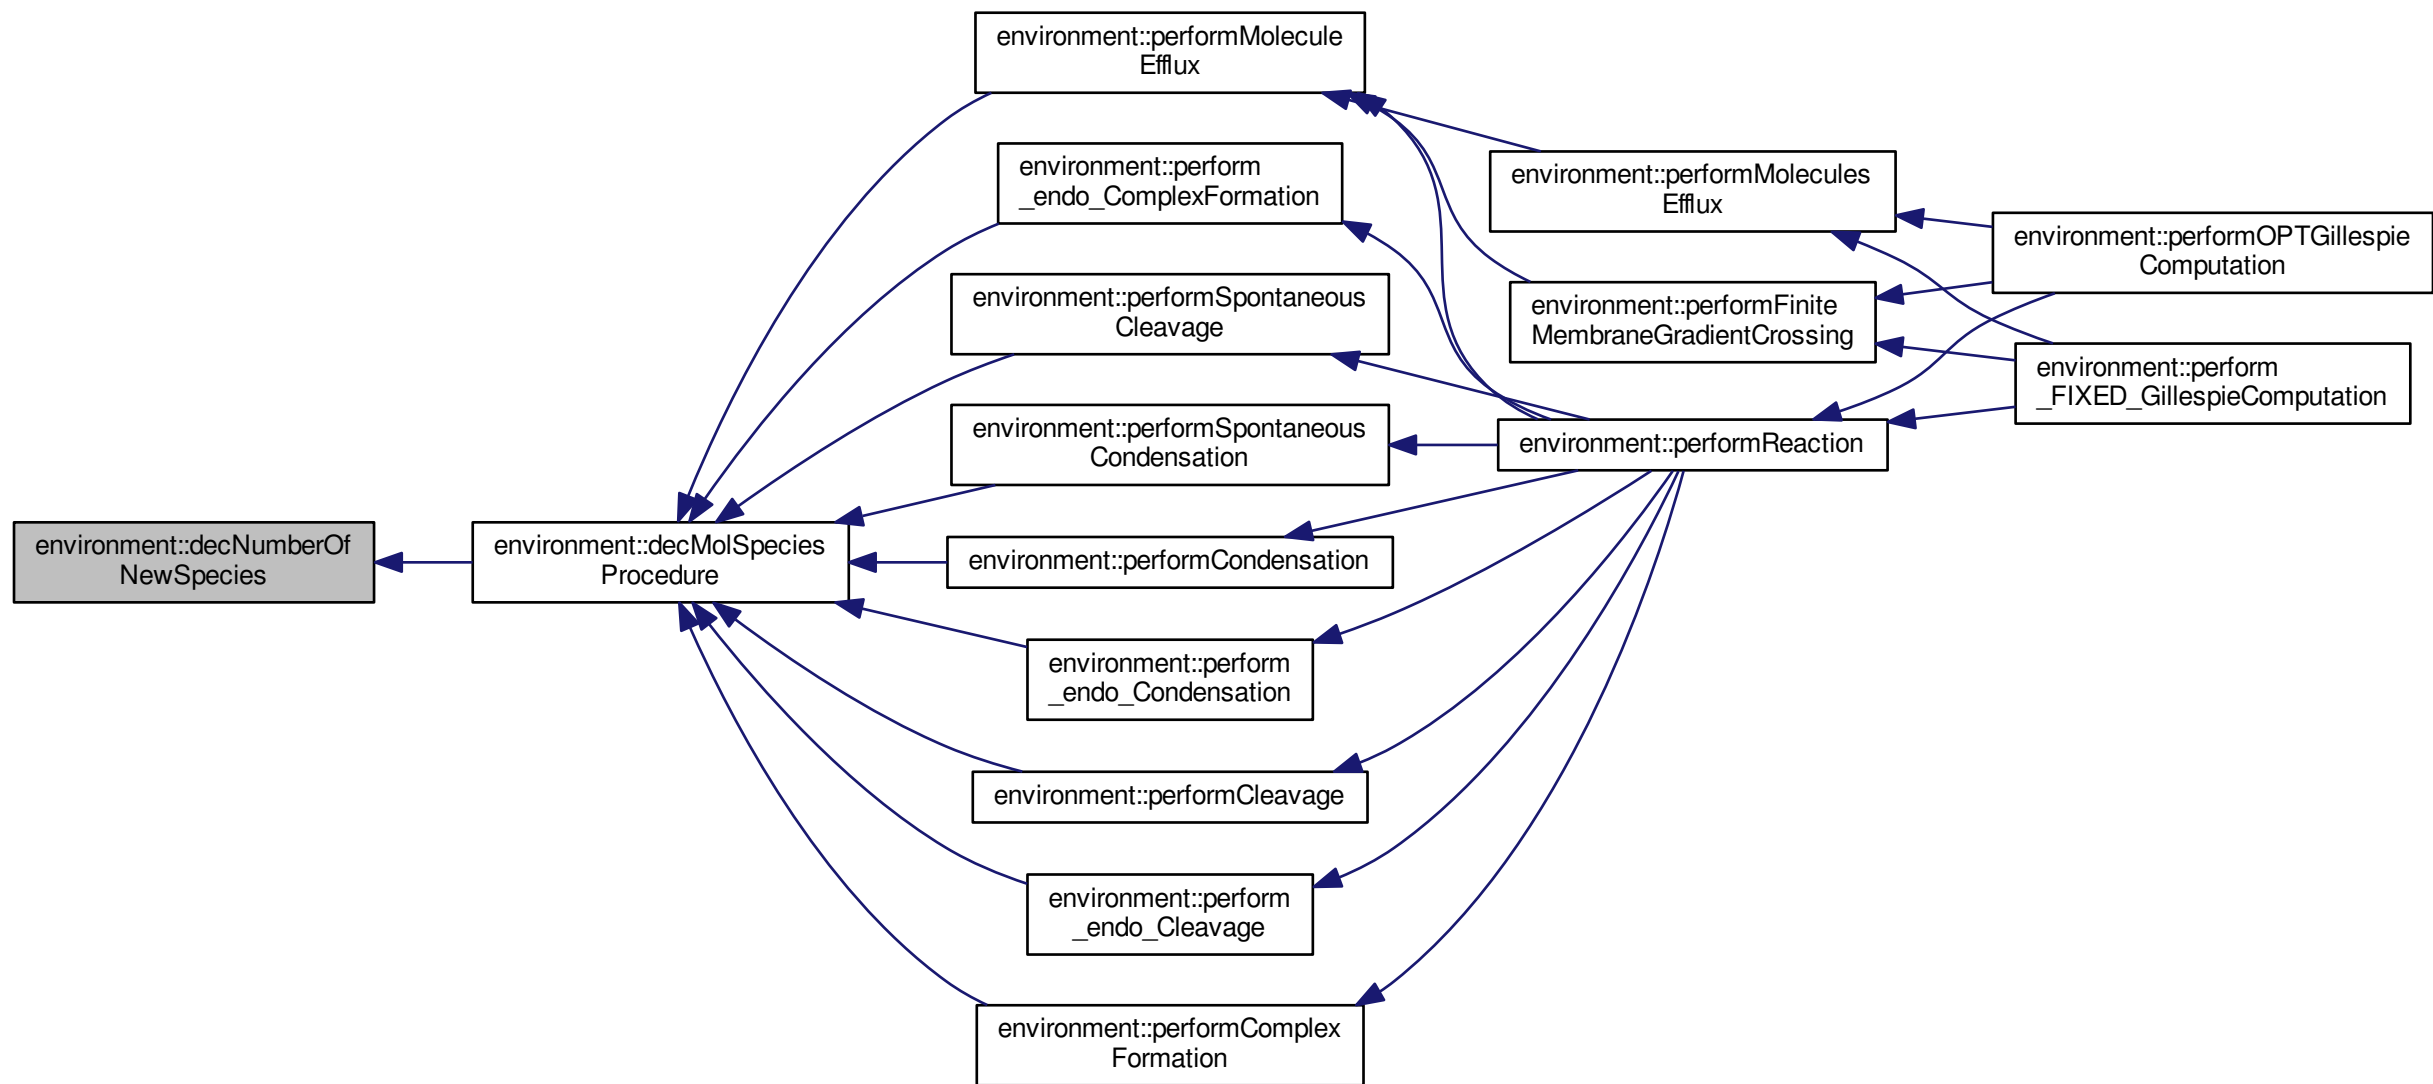 environment::performMolecule
Efflux
environment::perform
_endo_ComplexFormation
environment::performMolecules
Efflux
environment::performOPTGillespie
Computation
environment::performSpontaneous
Cleavage
environment::performFinite
MembraneGradientCrossing
environment::perform
_FIXED_GillespieComputation
environment::performSpontaneous
Condensation
environment::performReaction
environment::decNumberOf
NewSpecies
environment::decMolSpecies
Procedure
environment::performCondensation
environment::perform
_endo_Condensation
environment::performCleavage
environment::perform
_endo_Cleavage
environment::performComplex
Formation